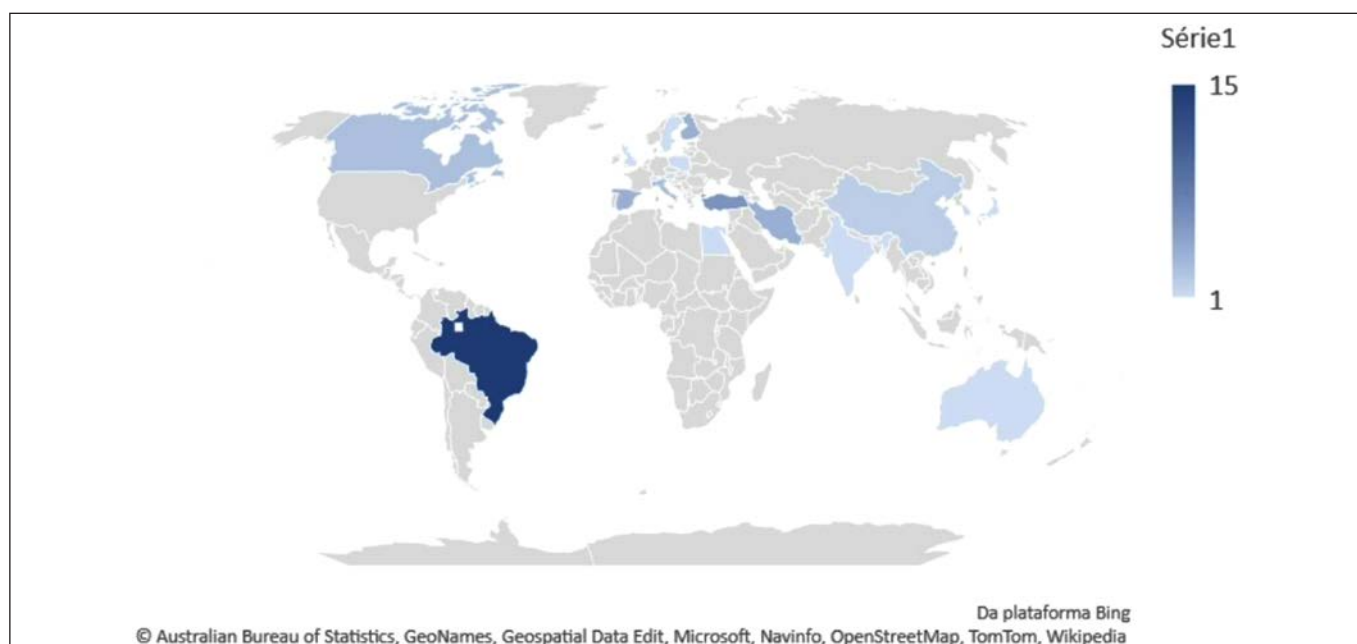 Série1
15
1
Da plataforma Bing
© Australian Bureau of Statistics, GeoNames, Geospatial Data Edit, Microsoft, Navinfo, OpenStreetMap, TomTom, Wikipedia